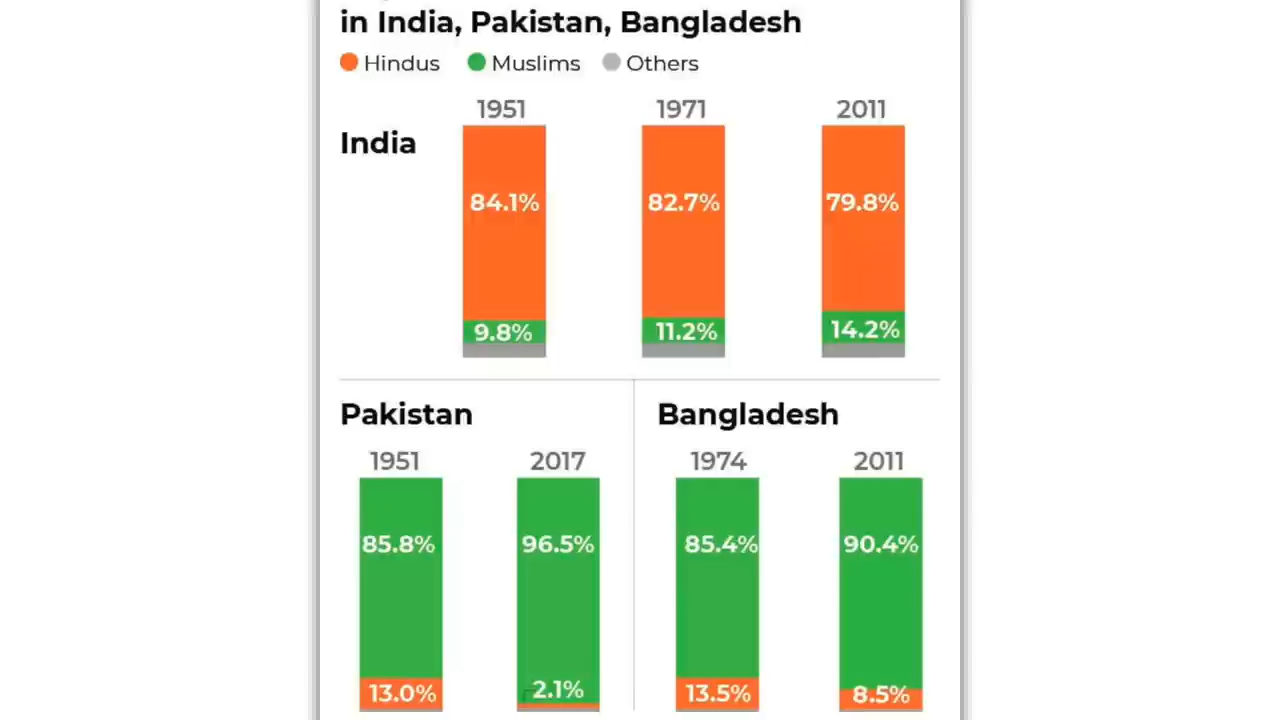 in India, Pakistan, Bangladesh
Hindus Muslims Others
1951 1971 2011
India
84.1% 82.7% 79.8%
9.8% 11.2% 14.2%
Pakistan Bangladesh
1951 2017 1974 2011
85.8% 96.5% 85.4% 90.4%
13.0% 2.1% 13.5% 8.5%